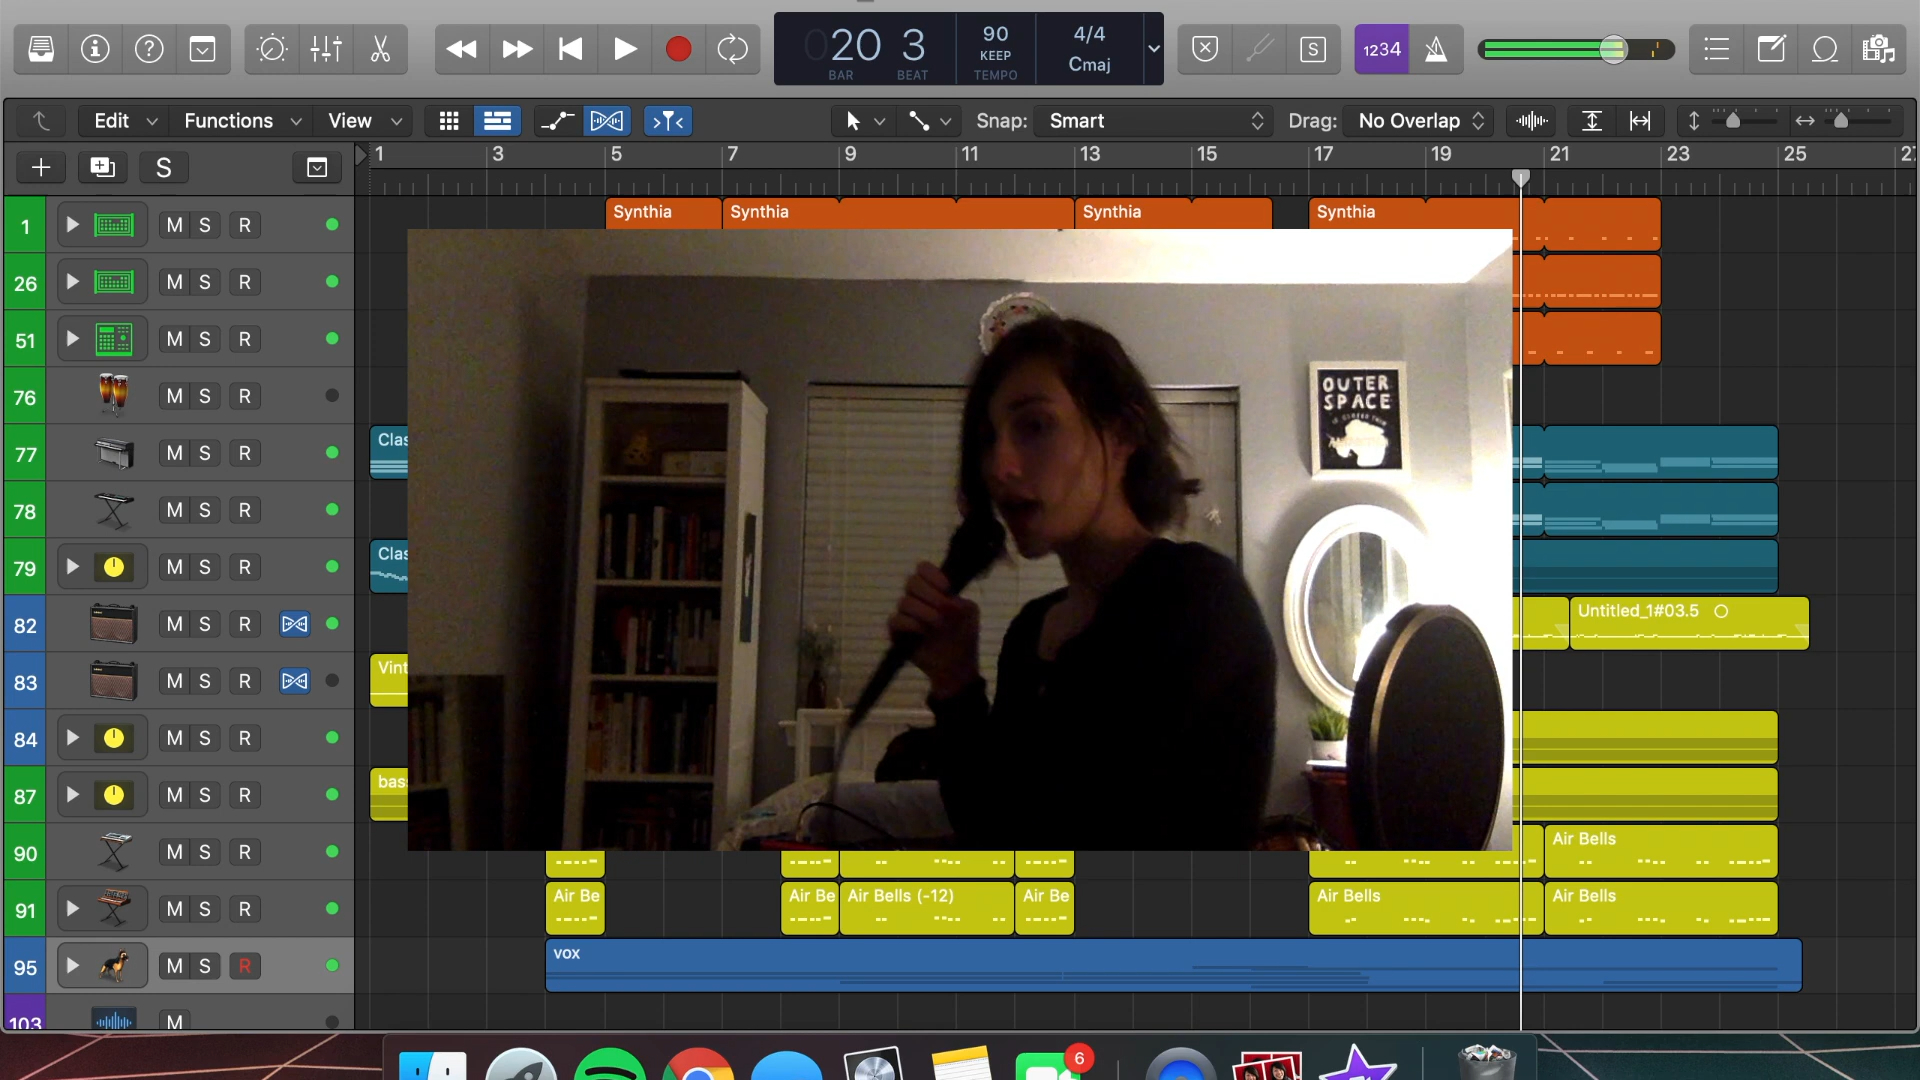 020 3
BAR BEAT
90
KEEP
TEMPO
4/4
Cmaj
S
1234
Edit Functions View
Snap: Smart
Drag: No Overlap
S
1 3 5 7 9 11 13 15 17 19 21 23 25
1 M S R
Synthia Synthia Synthia Synthia
26 M S R
51 M S R
76 M S R
77 M S R
Clas
78 M S R
79 M S R
Clas
82 M S R
Untitled_1#03.5
83 M S R
Vint
84 M S R
87 M S R
bas
90 M S R
Air Bells
91 M S R
Air Be Air Be Air Bells (-12) Air Be Air Bells Air Bells
95 M S R
vox
103 M
OUTER
SPACE
6